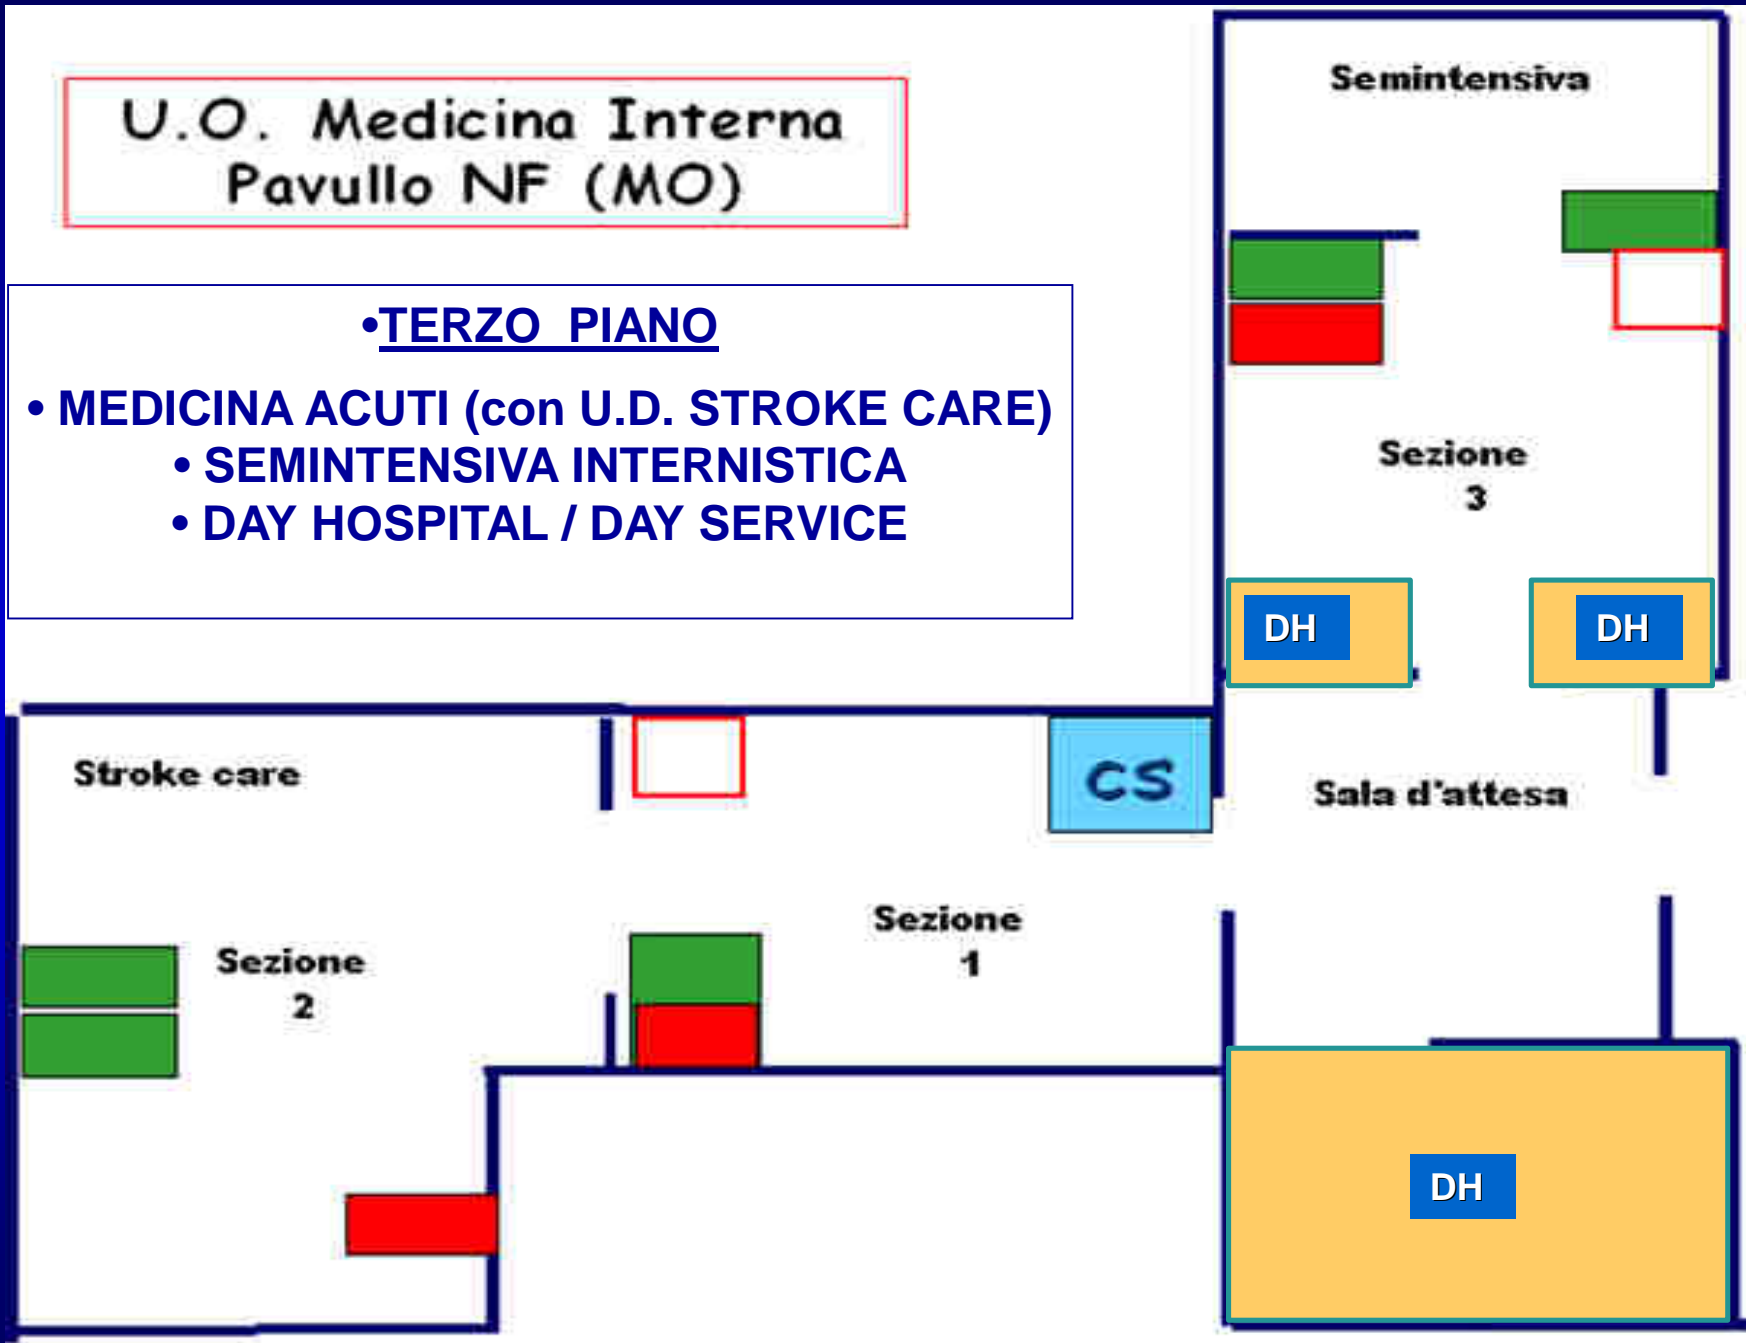 U.O. Medicina Interna
Pavullo NF (MO)
•TERZO PIANO
• MEDICINA ACUTI (con U.D. STROKE CARE)
• SEMINTENSIVA INTERNISTICA
• DAY HOSPITAL / DAY SERVICE
Semintensiva
Sezione
3
DH
DH
Stroke care
CS
Sala d'attesa
Sezione
1
Sezione
2
DH